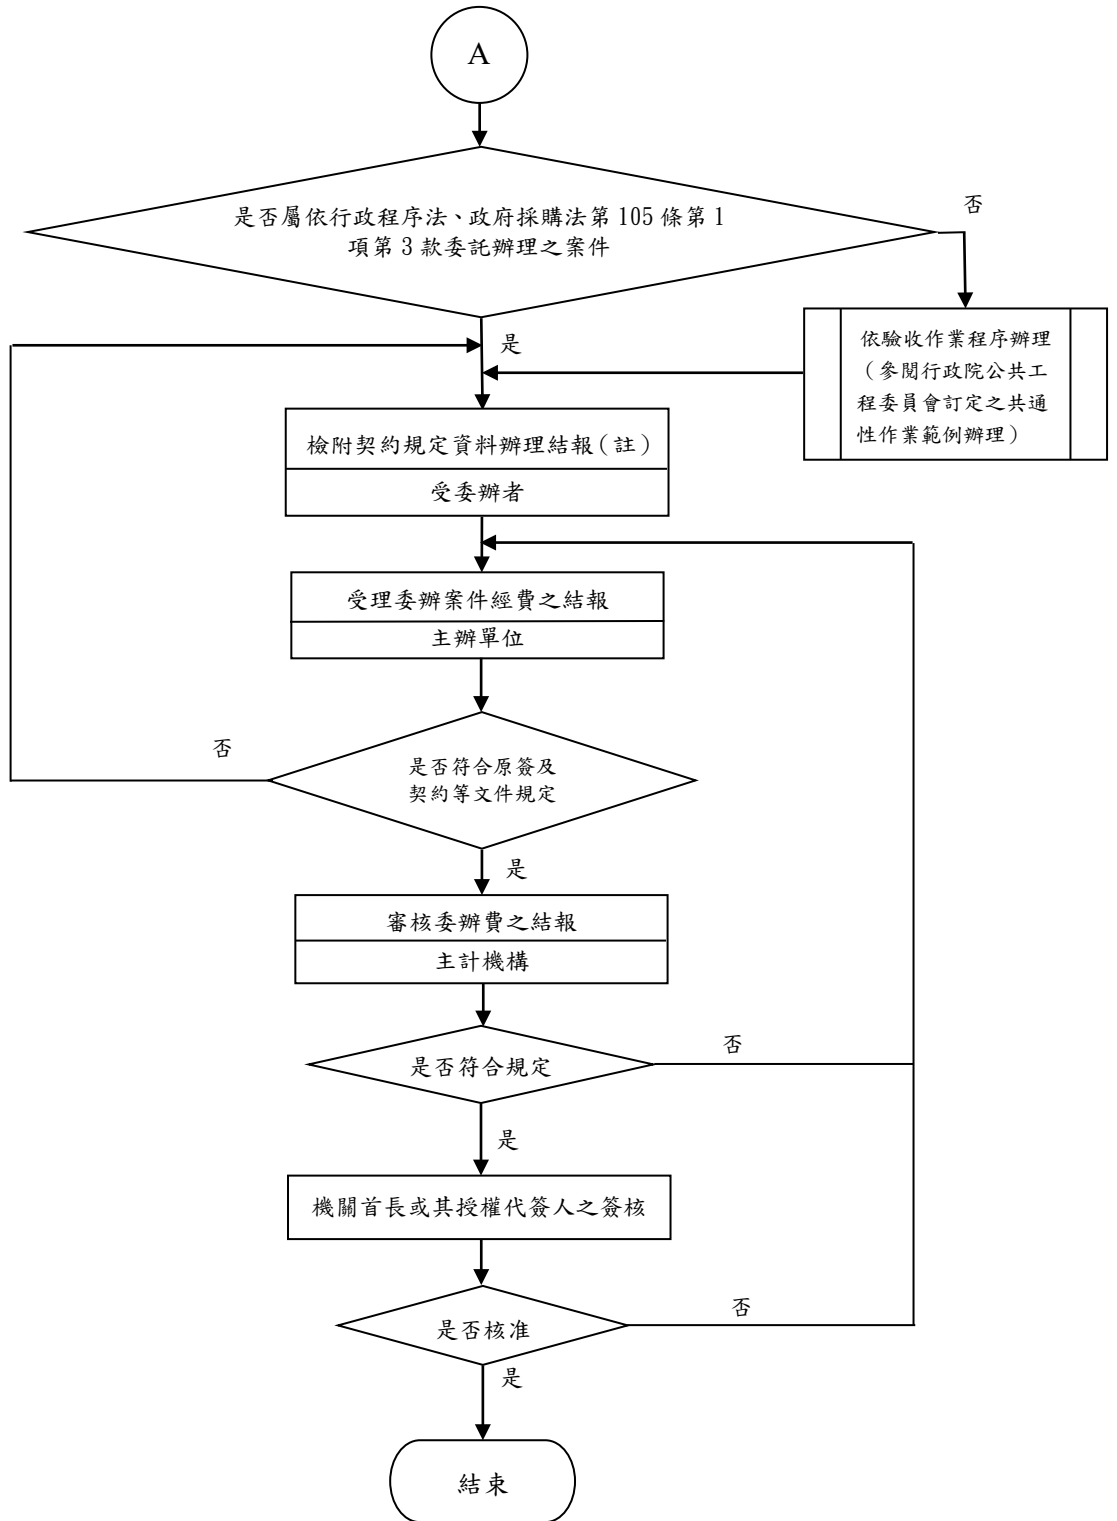 A
是否屬依行政程序法、政府採購法第 105 條第 1
項第 3 款委託辦理之案件
否
是
依驗收作業程序辦理
（參閱行政院公共工
程委員會訂定之共通
性作業範例辦理）
檢附契約規定資料辦理結報（註）
受委辦者
受理委辦案件經費之結報
主辦單位
否
是否符合原簽及
契約等文件規定
是
審核委辦費之結報
主計機構
是否符合規定
否
是
機關首長或其授權代簽人之簽核
是否核准
否
是
結束